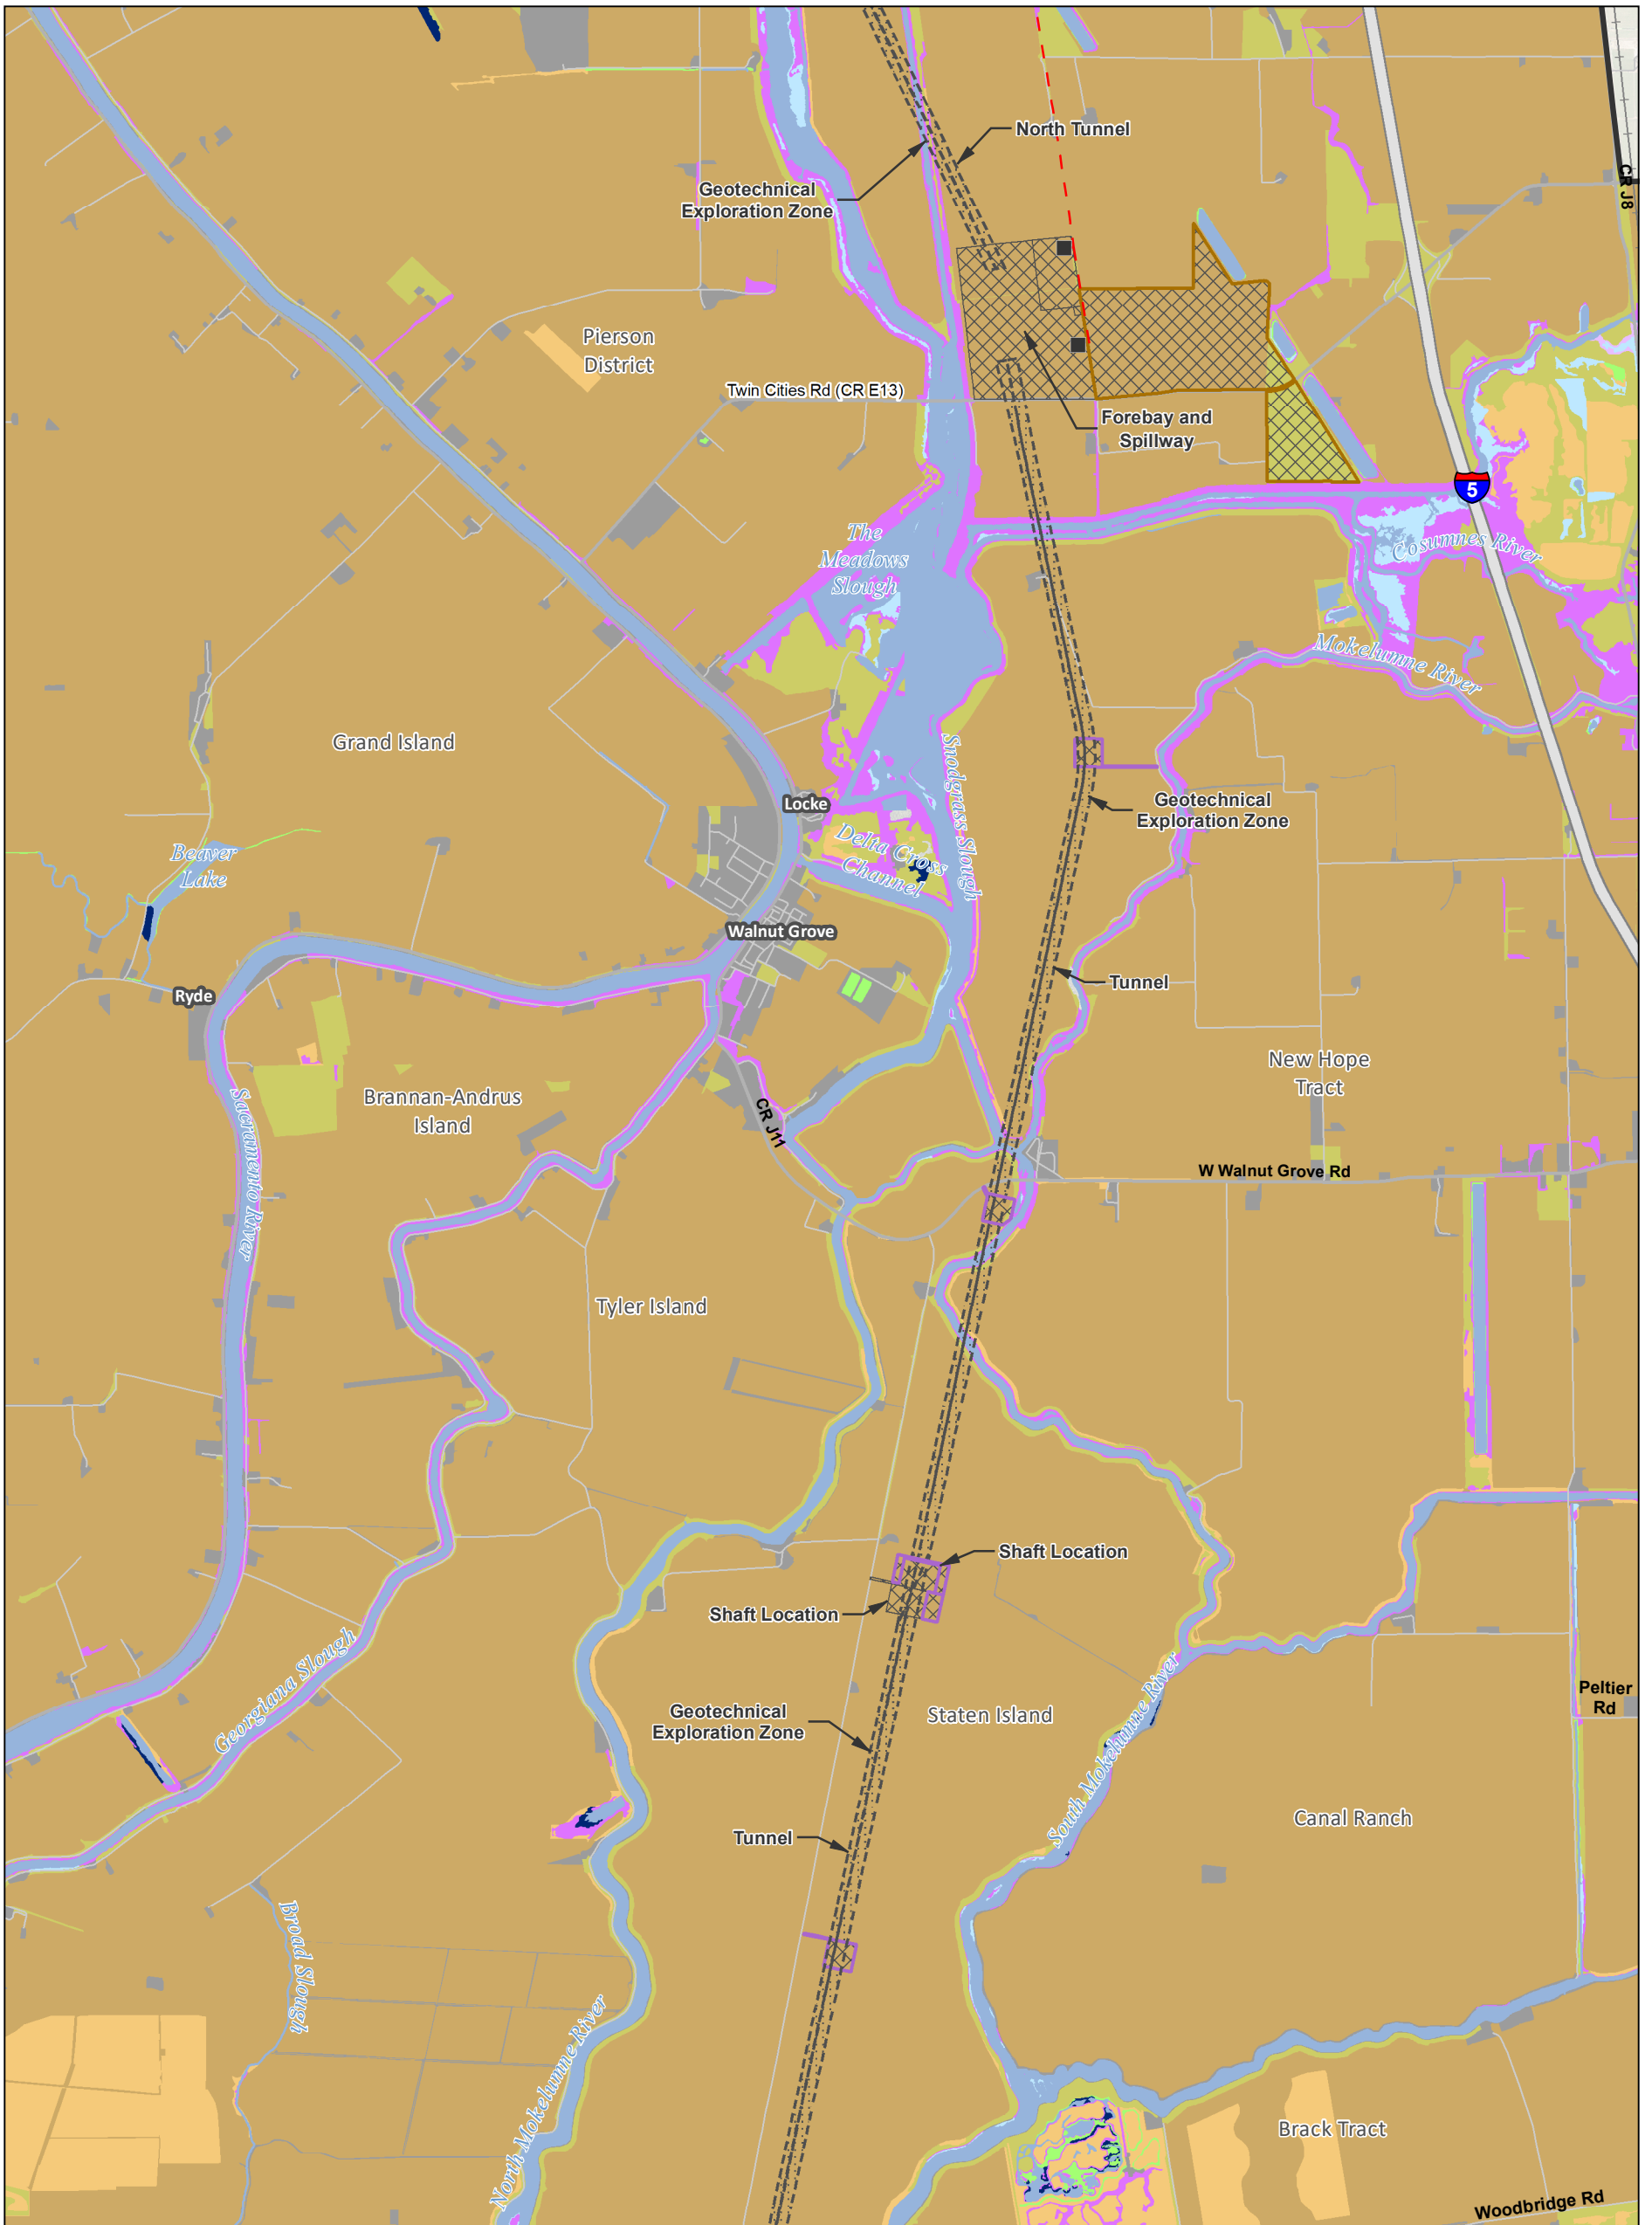 North Tunnel
CR J8
Geotechnical
Exploration Zone
Pierson
District
Twin Cities Rd (CR E13)
Forebay and
Spillway
5
The
Meadows
Slough
Cosumnes River
Mokelumne River
Grand Island
Snodgrass Slough
Locke
Geotechnical
Exploration Zone
Delta Cross
Channel
Beaver
Lake
Walnut Grove
Tunnel
Ryde
New Hope
Tract
Brannan-Andrus
Island
CR J11
Sacramento River
W Walnut Grove Rd
Tyler Island
Shaft Location
Shaft Location
Georgiana Slough
Geotechnical
Exploration Zone
Staten Island
South Mokelumne River
Peltier
Rd
Canal Ranch
Tunnel
Broad Slough
North Mokelumne River
Brack Tract
Woodbridge Rd